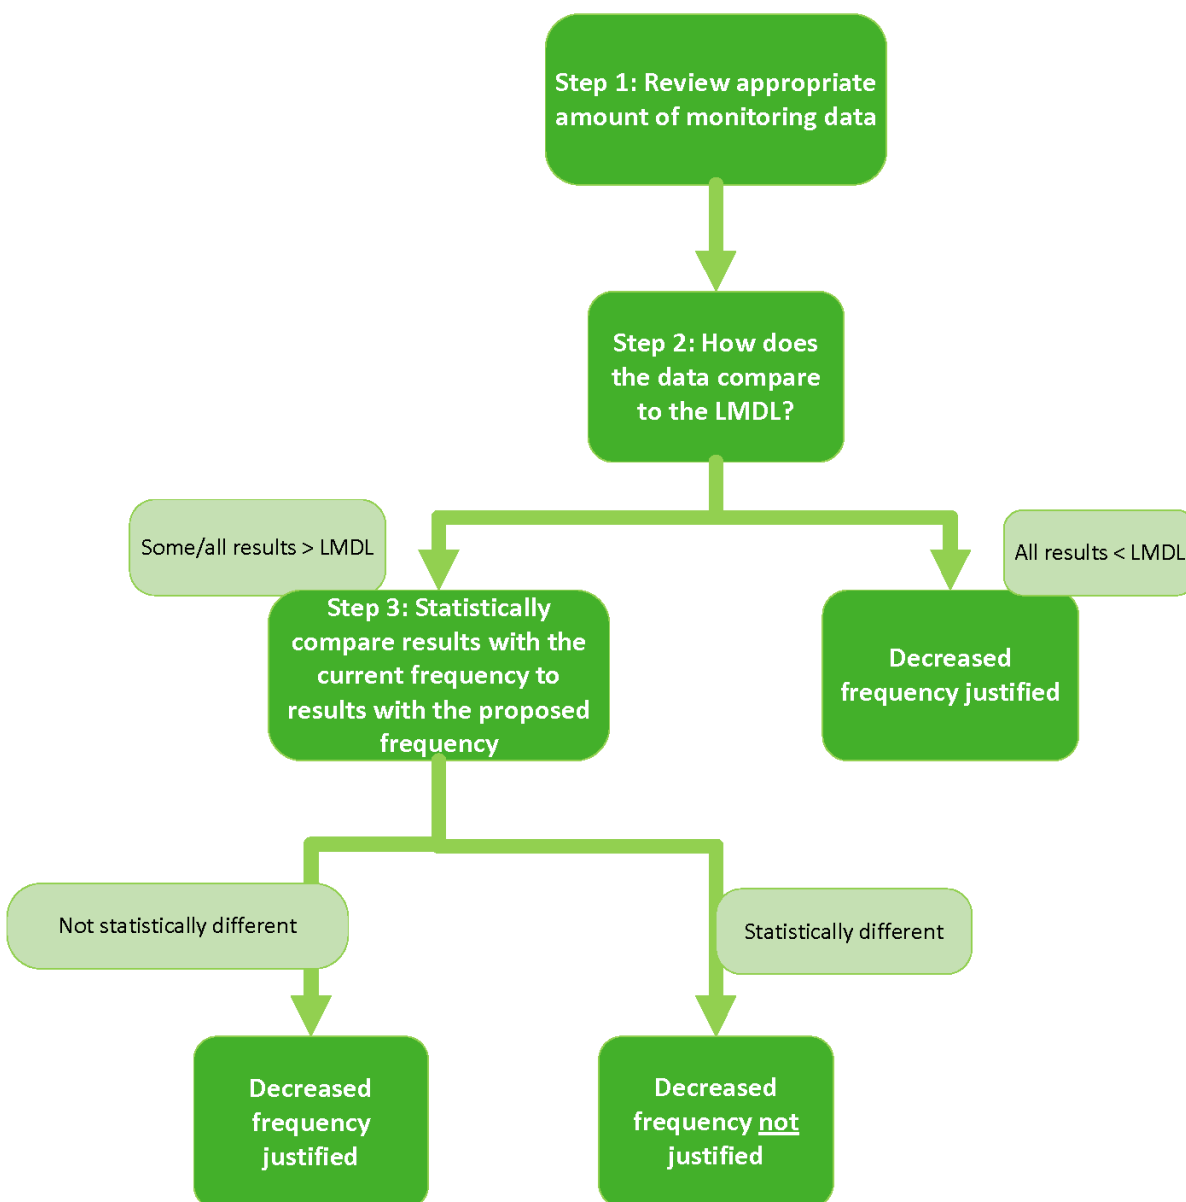 Step 1: Review appropriate
amount of monitoring data
Step 2: How does
the data compare
to the LMDL?
Some/all results > LMDL
All results < LMDL
Step 3: Statistically
compare results with the
current frequency to
results with the proposed
frequency
Decreased
frequency justified
Not statistically different
Statistically different
Decreased
frequency
justified
Decreased
frequency not
justified